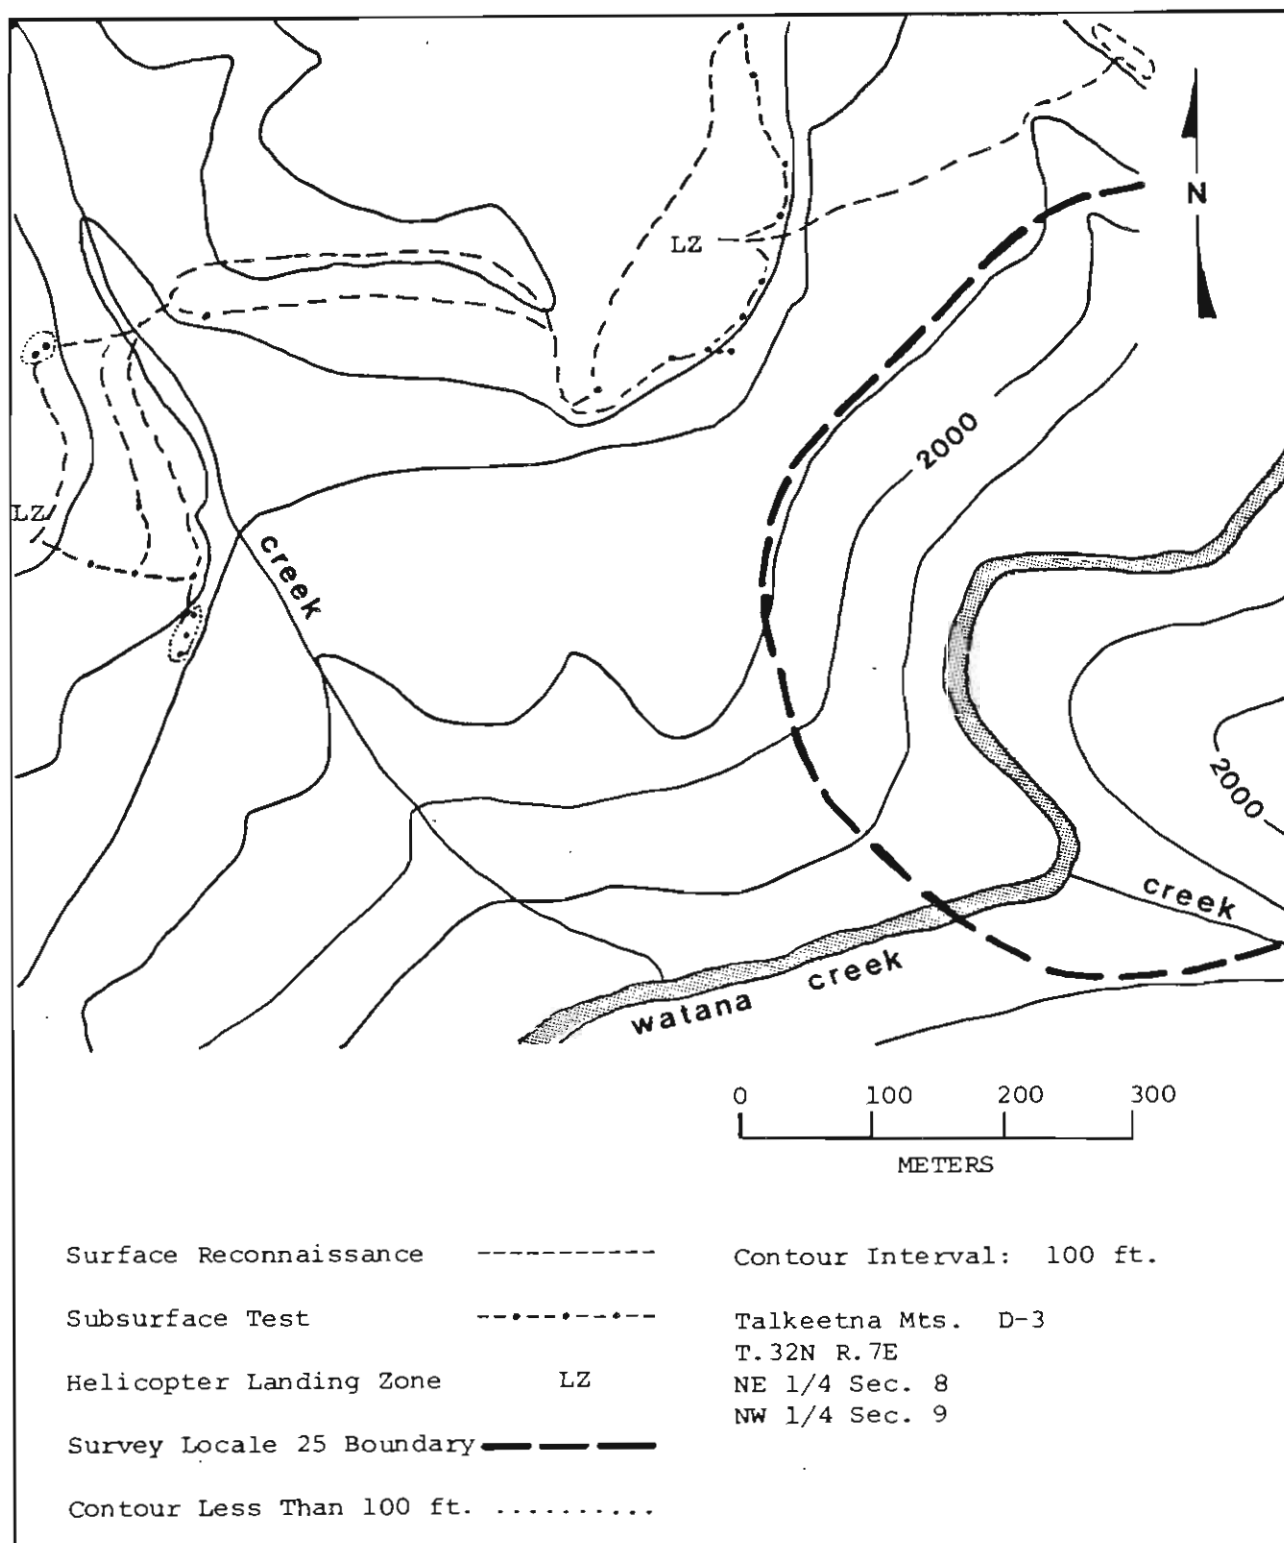 N
LZ
2000
LZ
creek
2000
creek
watana creek
0 100 200 300
METERS
Surface Reconnaissance
Subsurface Test
Helicopter Landing Zone LZ
Survey Locale 25 Boundary
Contour Less Than 100 ft.
Contour Interval: 100 ft.
Talkeetna Mts. D-3
T.32N R.7E
NE 1/4 Sec. 8
NW 1/4 Sec. 9